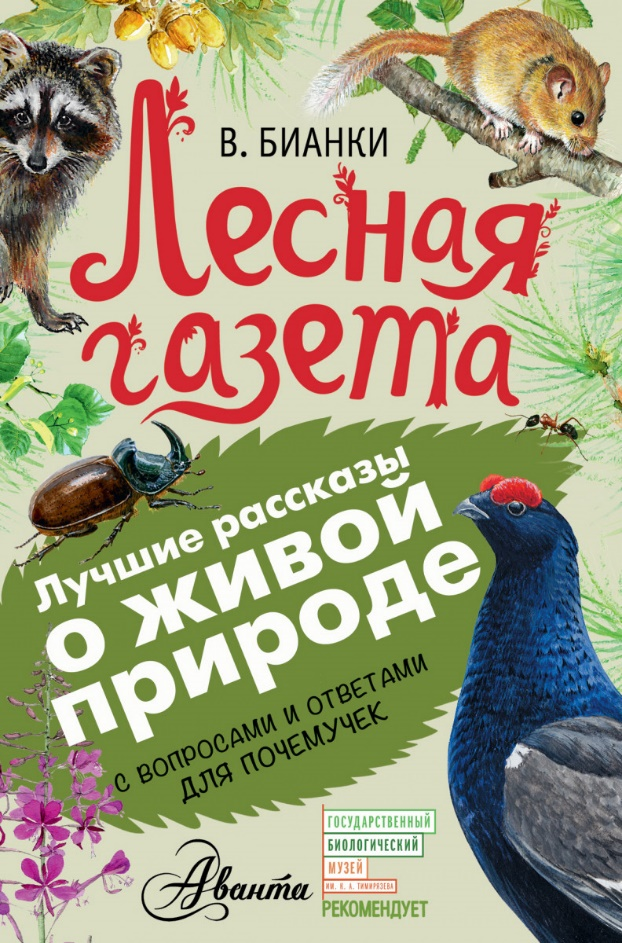 В. БИАНКИ
Лесная
газета
Лучшие рассказы
о живой
природе
С ВОПРОСАМИ И ОТВЕТАМИ
ДЛЯ ПОЧЕМУЧЕК
Аванта
ГОСУДАРСТВЕННЫЙ
БИОЛОГИЧЕСКИЙ
МУЗЕЙ
ИМ. К. А. ТИМИРЯЗЕВА
РЕКОМЕНДУЕТ